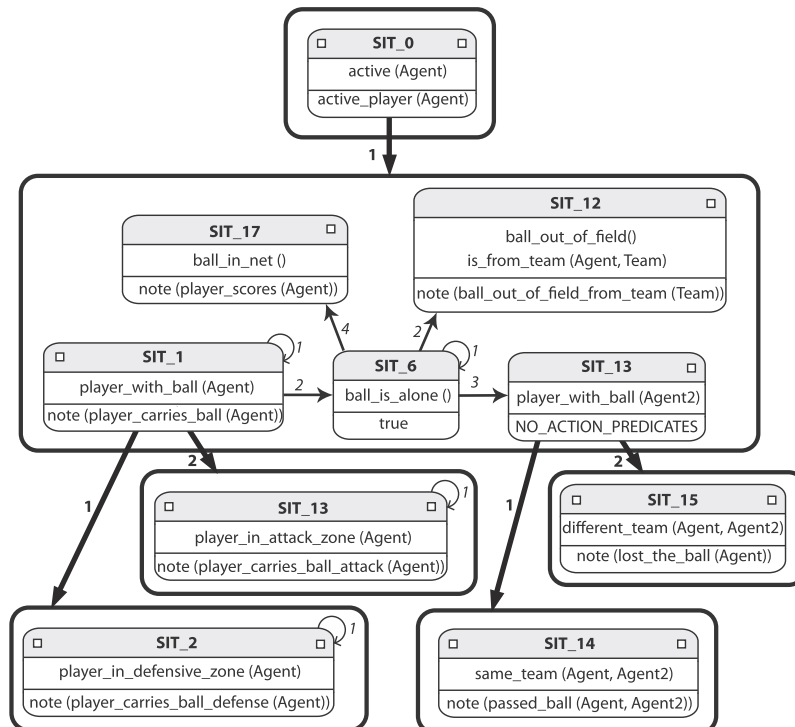 SIT_0
active (Agent)
active_player (Agent)
1
SIT_12
ball_out_of_field()
is_from_team (Agent, Team)
note (ball_out_of_field_from_team (Team))
SIT_17
ball_in_net ()
note (player_scores (Agent))
4
2
SIT_1
player_with_ball (Agent)
note (player_carries_ball (Agent))
1
2
SIT_6
ball_is_alone ()
true
1
3
SIT_13
player_with_ball (Agent2)
NO_ACTION_PREDICATES
1
2
1
2
SIT_13
player_in_attack_zone (Agent)
note (player_carries_ball_attack (Agent))
1
SIT_15
different_team (Agent, Agent2)
note (lost_the_ball (Agent))
SIT_2
player_in_defensive_zone (Agent)
note (player_carries_ball_defense (Agent))
1
SIT_14
same_team (Agent, Agent2)
note (passed_ball (Agent, Agent2))